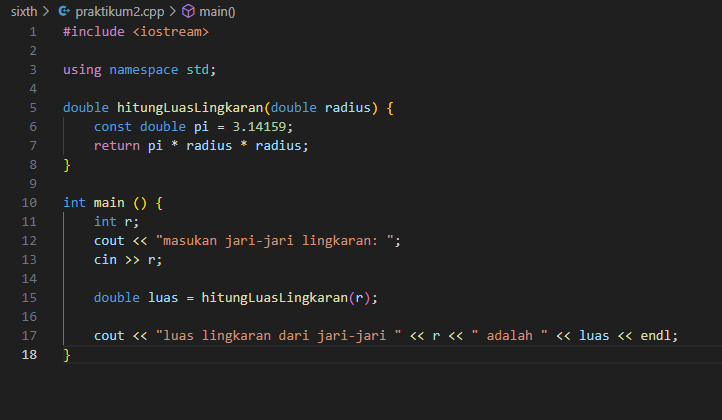 sixth > praktikum2.cpp > main()
1 #include <iostream>
2
3 using namespace std;
4
5 double hitungLuasLingkaran(double radius) {
6     const double pi = 3.14159;
7     return pi * radius * radius;
8 }
9
10 int main () {
11     int r;
12     cout << "masukan jari-jari lingkaran: ";
13     cin >> r;
14
15     double luas = hitungLuasLingkaran(r);
16
17     cout << "luas lingkaran dari jari-jari " << r << " adalah " << luas << endl;
18 }